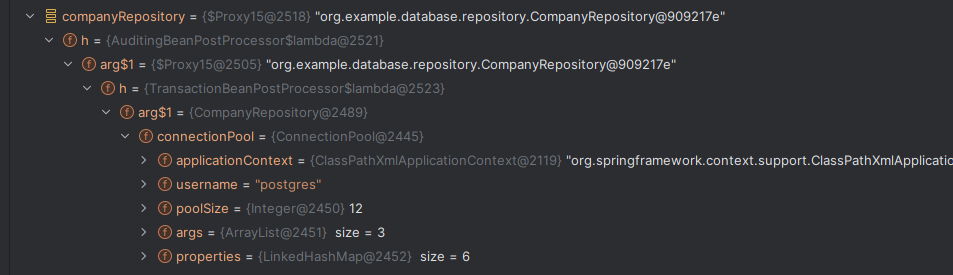 companyRepository = {$Proxy15@2518} "org.example.database.repository.CompanyRepository@909217e"
f h = {AuditingBeanPostProcessor$lambda@2521}
f arg$1 = {$Proxy15@2505} "org.example.database.repository.CompanyRepository@909217e"
f h = {TransactionBeanPostProcessor$lambda@2523}
f arg$1 = {CompanyRepository@2489}
f connectionPool = {ConnectionPool@2445}
f applicationContext = {ClassPathXmlApplicationContext@2119} "org.springframework.context.support.ClassPathXmlApplicatio
f username = "postgres"
f poolSize = {Integer@2450} 12
f args = {ArrayList@2451} size = 3
f properties = {LinkedHashMap@2452} size = 6